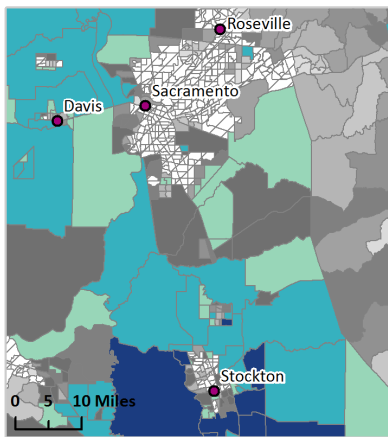 Roseville
Sacramento
Davis
Stockton
0 5 10 Miles